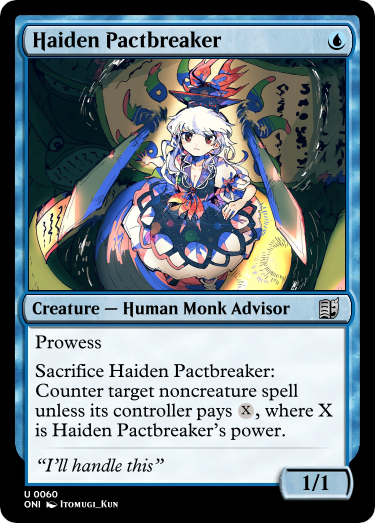 Haiden Pactbreaker
Creature — Human Monk Advisor
Prowess
Sacrifice Haiden Pactbreaker:
Counter target noncreature spell
unless its controller pays X, where X
is Haiden Pactbreaker's power.
“I'll handle this”
1/1
U 0060
ONI Itomugi_Kun